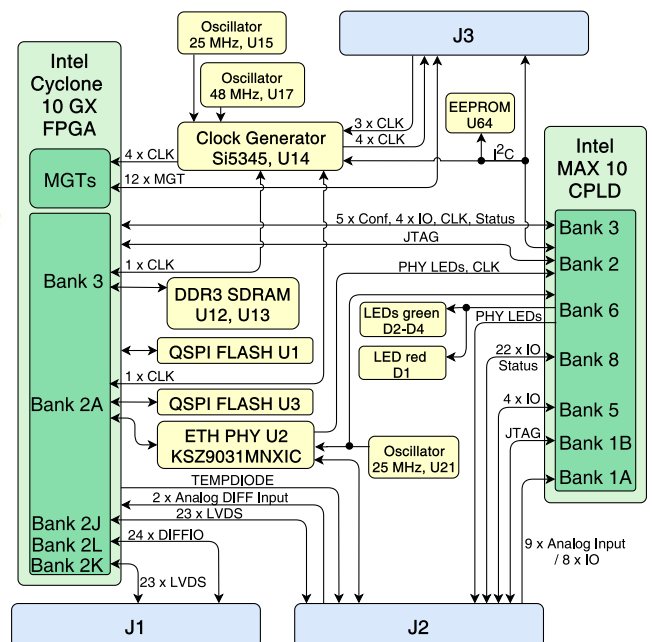 Oscillator
25 MHz, U15
J3
Intel
Cyclone
10 GX
FPGA
Oscillator
48 MHz, U17
EEPROM
U64
3 x CLK
4 x CLK
Clock Generator
Si5345, U14
I²C
Intel
MAX 10
CPLD
4 x CLK
MGTs
12 x MGT
5 x Conf, 4 x IO, CLK, Status
Bank 3
JTAG
Bank 2
1 x CLK
PHY LEDs, CLK
Bank 3
DDR3 SDRAM
U12, U13
LEDs green
D2-D4
PHY LEDs
Bank 6
QSPI FLASH U1
LED red
D1
22 x IO
Status
Bank 8
1 x CLK
Bank 2A
QSPI FLASH U3
4 x IO
Bank 5
ETH PHY U2
KSZ9031MNXIC
Oscillator
25 MHz, U21
JTAG
Bank 1B
Bank 1A
TEMPDIODE
2 x Analog DIFF Input
23 x LVDS
Bank 2J
24 x DIFFIO
Bank 2L
Bank 2K
23 x LVDS
9 x Analog Input
/ 8 x IO
J1
J2